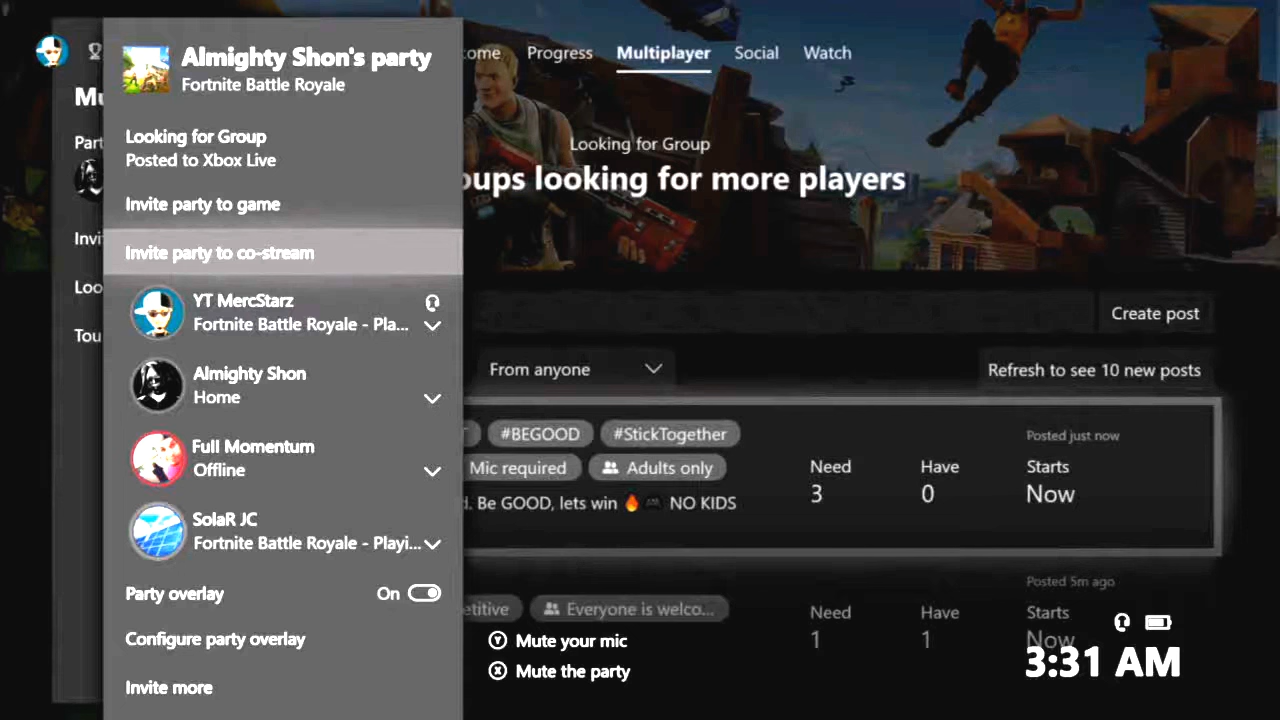 Almighty Shon's party
Fortnite Battle Royale
Looking for Group
Posted to Xbox Live
Invite party to game
Invite party to co-stream
YT MercStarz
Fortnite Battle Royale - Pla...
Almighty Shon
Home
Full Momentum
Offline
SolaR JC
Fortnite Battle Royale - Playi...
Party overlay
On
Configure party overlay
Invite more
Mu
Part
Invi
Loo
Tou
ome
Progress
Multiplayer
Social
Watch
Looking for Group
oups looking for more players
Create post
From anyone
Refresh to see 10 new posts
#BEGOOD
#StickTogether
Mic required
Adults only
d. Be GOOD, lets win 🔥 🎮 NO KIDS
Need
3
Have
0
Posted just now
Starts
Now
etitive
Everyone is welco...
Need
1
Have
1
Posted 5m ago
Starts
Now
Y Mute your mic
X Mute the party
3:31 AM